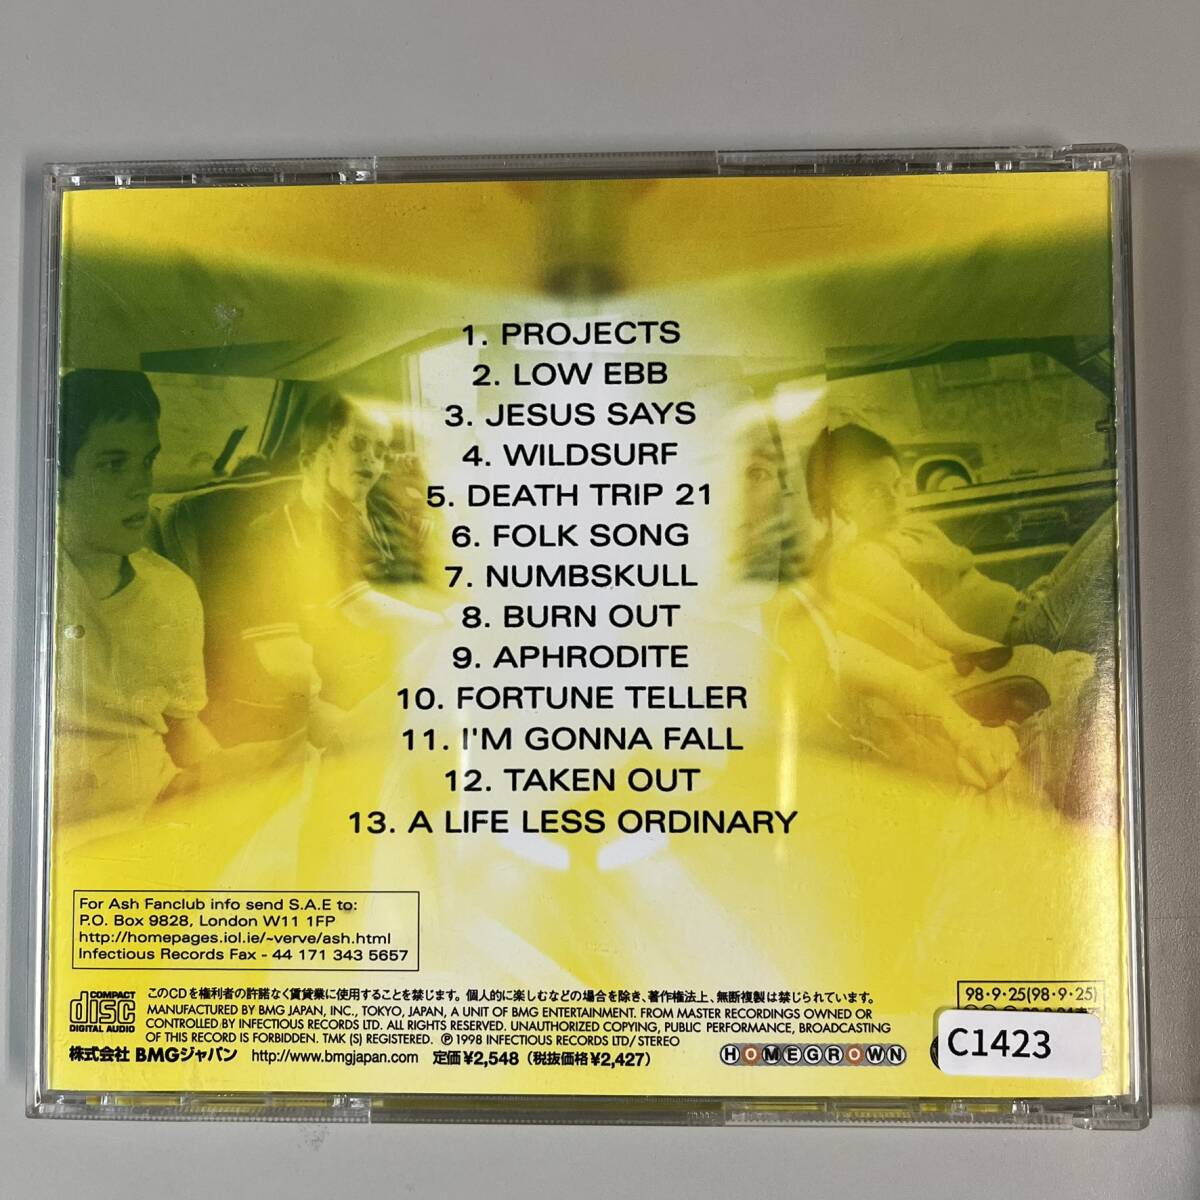 1. PROJECTS
2. LOW EBB
3. JESUS SAYS
4. WILDSURF
5. DEATH TRIP 21
6. FOLK SONG
7. NUMBSKULL
8. BURN OUT
9. APHRODITE
10. FORTUNE TELLER
11. I'M GONNA FALL
12. TAKEN OUT
13. A LIFE LESS ORDINARY
For Ash Fanclub info send S.A.E to:
P.O. Box 9828, London W11 1FP
http://homepages.iol.ie/~verve/ash.html
Infectious Records Fax - 44 171 343 5657
COMPACT
disc
DIGITAL AUDIO
このCDを権利者の許諾なく賃貸業に使用することを禁じます。個人的に楽しむなどの場合を除き、著作権法上、無断複製は禁じられています。
MANUFACTURED BY BMG JAPAN, INC., TOKYO, JAPAN, A UNIT OF BMG ENTERTAINMENT. FROM MASTER RECORDINGS OWNED OR
CONTROLLED BY INFECTIOUS RECORDS LTD. ALL RIGHTS RESERVED. UNAUTHORIZED COPYING, PUBLIC PERFORMANCE, BROADCASTING
OF THIS RECORD IS FORBIDDEN. TMK (S) REGISTERED. ℗ 1998 INFECTIOUS RECORDS LTD/STEREO
株式会社 BMGジャパン http://www.bmgjapan.com 定価¥2,548 (税抜価格¥2,427)
HOMEGROWN
98・9・25(98・9・25)
C1423